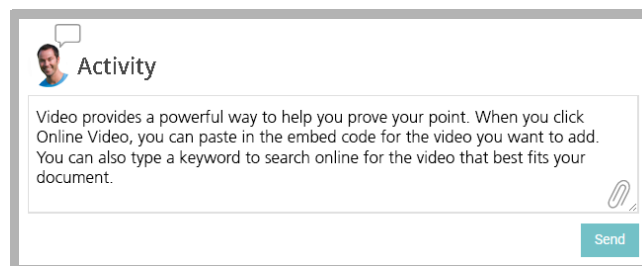 Activity
Video provides a powerful way to help you prove your point. When you click
Online Video, you can paste in the embed code for the video you want to add.
You can also type a keyword to search online for the video that best fits your
document.
Send